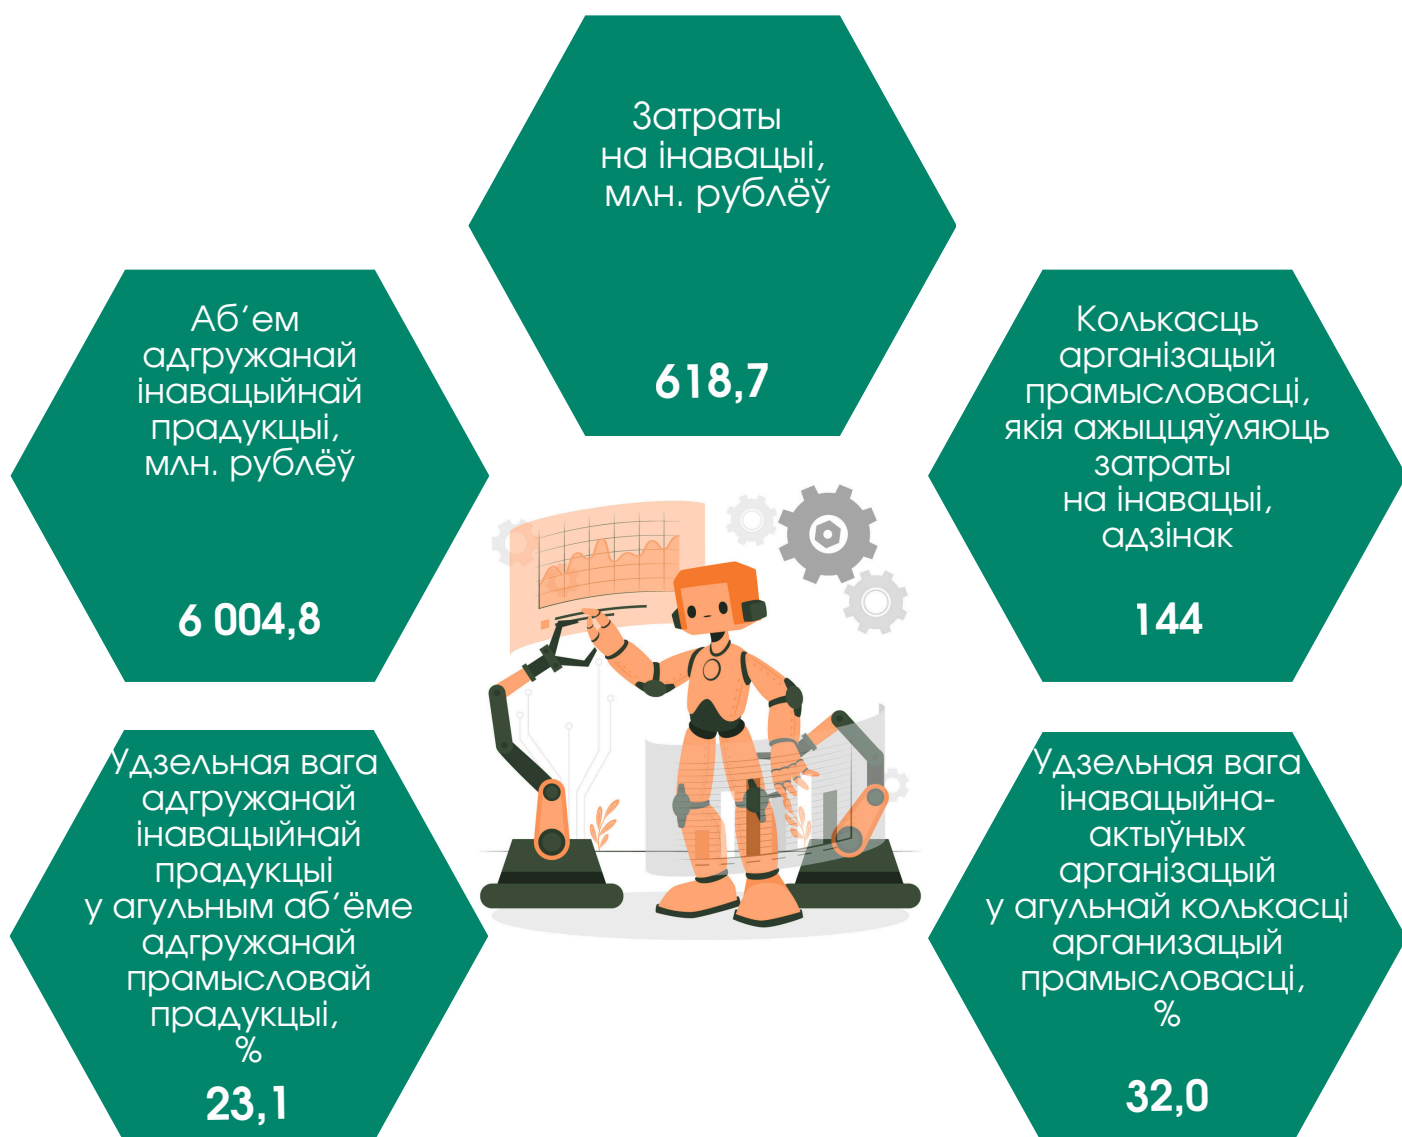 Затраты
на інавацыі,
млн. рублёў
618,7
Аб’ем
адгружанай
інавацыйнай
прадукцыі,
млн. рублёў
6 004,8
Колькасць
арганізацый
прамысловасці,
якія ажыццяўляюць
затраты
на інавацыі,
адзінак
144
Удзельная вага
адгружанай
інавацыйнай
прадукцыі
у агульным аб’ёме
адгружанай
прамысловай
прадукцыі,
%
23,1
Удзельная вага
інавацыйна-
актыўных
арганізацый
у агульнай колькасці
арганизацый
прамысловасці,
%
32,0